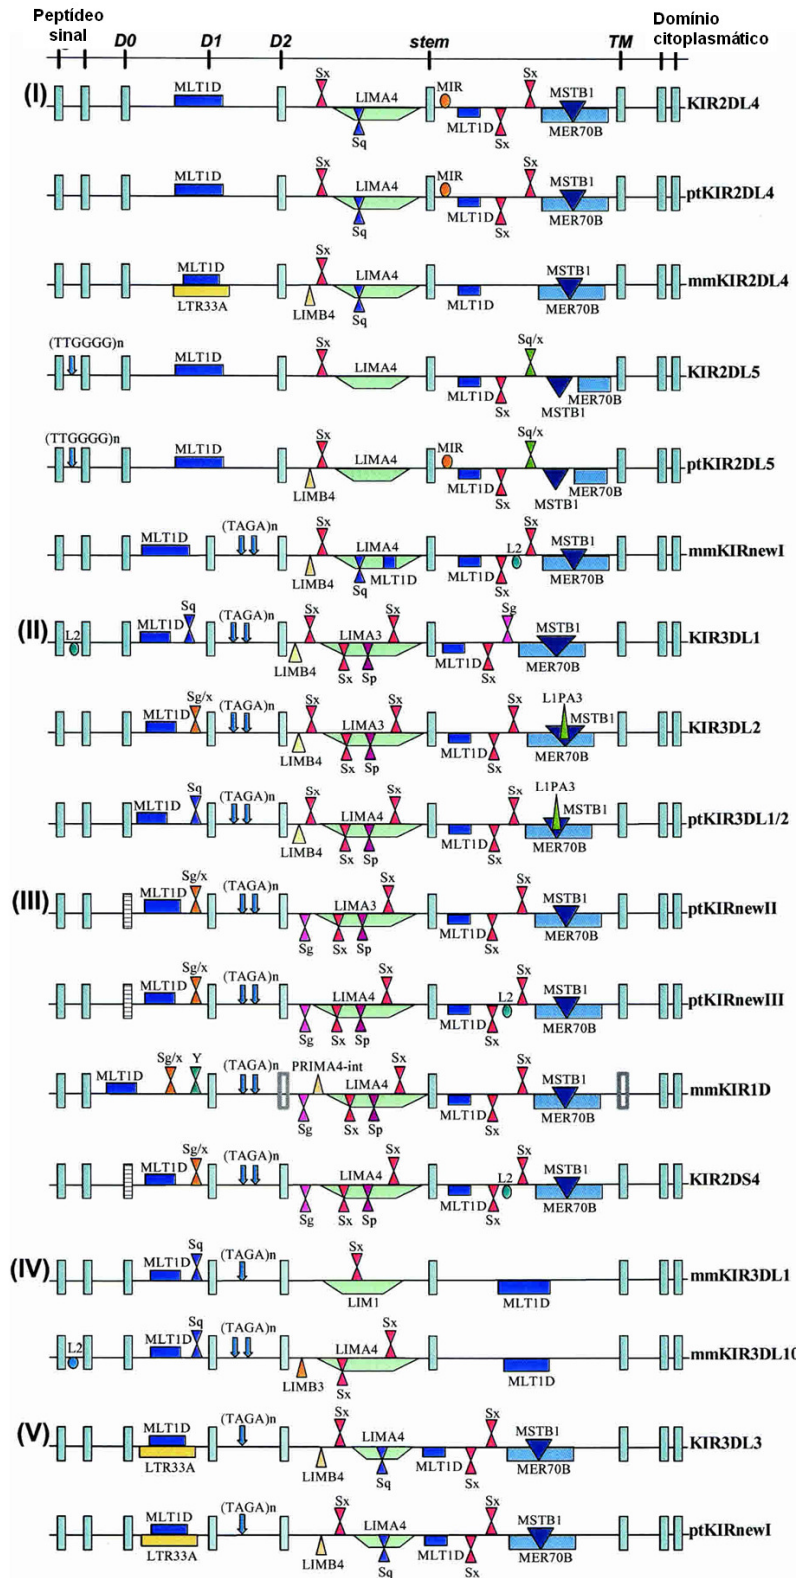 Peptídeo sinal D0 D1 D2 stem TM Domínio citoplasmático
(I) MLT1D Sx LIMA4 Sq MIR MLT1D Sx Sx MSTB1 MER70B KIR2DL4
MLT1D Sx LIMA4 Sq MIR MLT1D Sx Sx MSTB1 MER70B ptKIR2DL4
MLT1D LTR33A LIMB4 Sx LIMA4 Sq MLT1D MSTB1 MER70B mmKIR2DL4
(TTGGGG)n MLT1D Sx LIMA4 MLT1D Sx Sq/x MSTB1 MER70B KIR2DL5
(TTGGGG)n MLT1D LIMB4 Sx LIMA4 MIR MLT1D Sx Sq/x MSTB1 MER70B ptKIR2DL5
MLT1D (TAGA)n LIMB4 Sx LIMA4 Sq MLT1D MLT1D Sx L2 Sx MSTB1 MER70B mmKIRnewI
(II) L2 MLT1D Sq (TAGA)n LIMB4 Sx LIMA3 Sx Sp Sx MLT1D Sx Sg MSTB1 MER70B KIR3DL1
MLT1D Sg/x (TAGA)n LIMB4 Sx LIMA3 Sx Sp Sx MLT1D Sx Sx L1PA3 MSTB1 MER70B KIR3DL2
MLT1D Sq (TAGA)n LIMB4 Sx LIMA4 Sx Sp Sx MLT1D Sx Sx L1PA3 MSTB1 MER70B ptKIR3DL1/2
(III) MLT1D Sg/x (TAGA)n Sg LIMA3 Sx Sp Sx MLT1D Sx Sx MSTB1 MER70B ptKIRnewII
MLT1D Sg/x (TAGA)n Sg LIMA4 Sx Sp Sx MLT1D Sx L2 Sx MSTB1 MER70B ptKIRnewIII
MLT1D Sg/x Y (TAGA)n Sg PRIMA4-int LIMA4 Sx Sp Sx MLT1D Sx Sx MSTB1 MER70B mmKIR1D
MLT1D Sg/x (TAGA)n Sg LIMA4 Sx Sp Sx MLT1D Sx L2 Sx MSTB1 MER70B KIR2DS4
(IV) MLT1D Sq (TAGA)n Sx LIM1 MLT1D mmKIR3DL1
L2 MLT1D Sq (TAGA)n LIMB3 LIMA4 Sx Sx MLT1D mmKIR3DL10
(V) MLT1D LTR33A (TAGA)n LIMB4 Sx LIMA4 Sq MLT1D Sx Sx MSTB1 MER70B KIR3DL3
MLT1D LTR33A (TAGA)n LIMB4 Sx LIMA4 Sq MLT1D Sx Sx MSTB1 MER70B ptKIRnewI